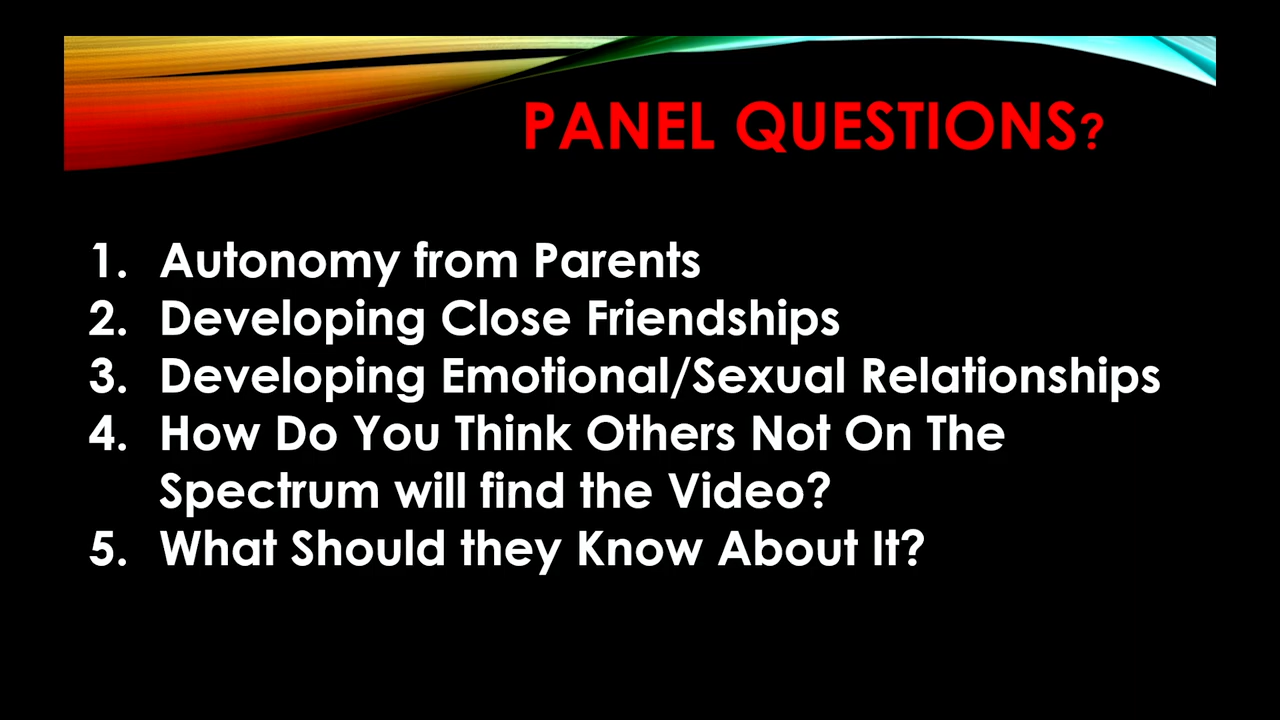 PANEL QUESTIONS?
1. Autonomy from Parents
2. Developing Close Friendships
3. Developing Emotional/Sexual Relationships
4. How Do You Think Others Not On The
Spectrum will find the Video?
5. What Should they Know About It?